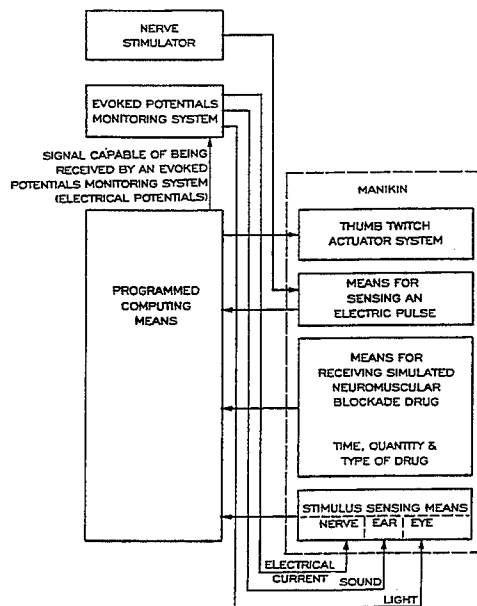 NERVE
STIMULATOR
EVOKED POTENTIALS
MONITORING SYSTEM
SIGNAL CAPABLE OF BEING
RECEIVED BY AN EVOKED
POTENTIALS MONITORING SYSTEM
(ELECTRICAL POTENTIALS)
MANIKIN
THUMB TWITCH
ACTUATOR SYSTEM
PROGRAMMED
COMPUTING
MEANS
MEANS FOR
SENSING AN
ELECTRIC PULSE
MEANS FOR
RECEIVING SIMULATED
NEUROMUSCULAR
BLOCKADE DRUG
TIME, QUANTITY &
TYPE OF DRUG
STIMULUS SENSING MEANS
NERVE EAR EYE
ELECTRICAL
CURRENT
SOUND
LIGHT